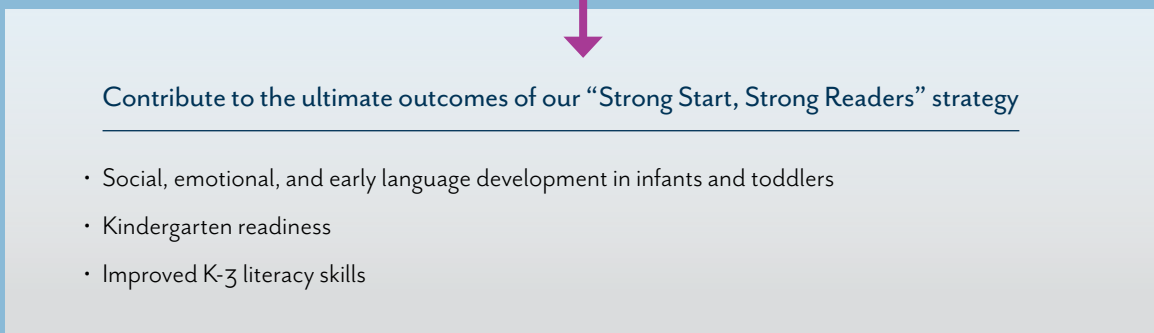 Contribute to the ultimate outcomes of our “Strong Start, Strong Readers” strategy
• Social, emotional, and early language development in infants and toddlers
• Kindergarten readiness
• Improved K-3 literacy skills